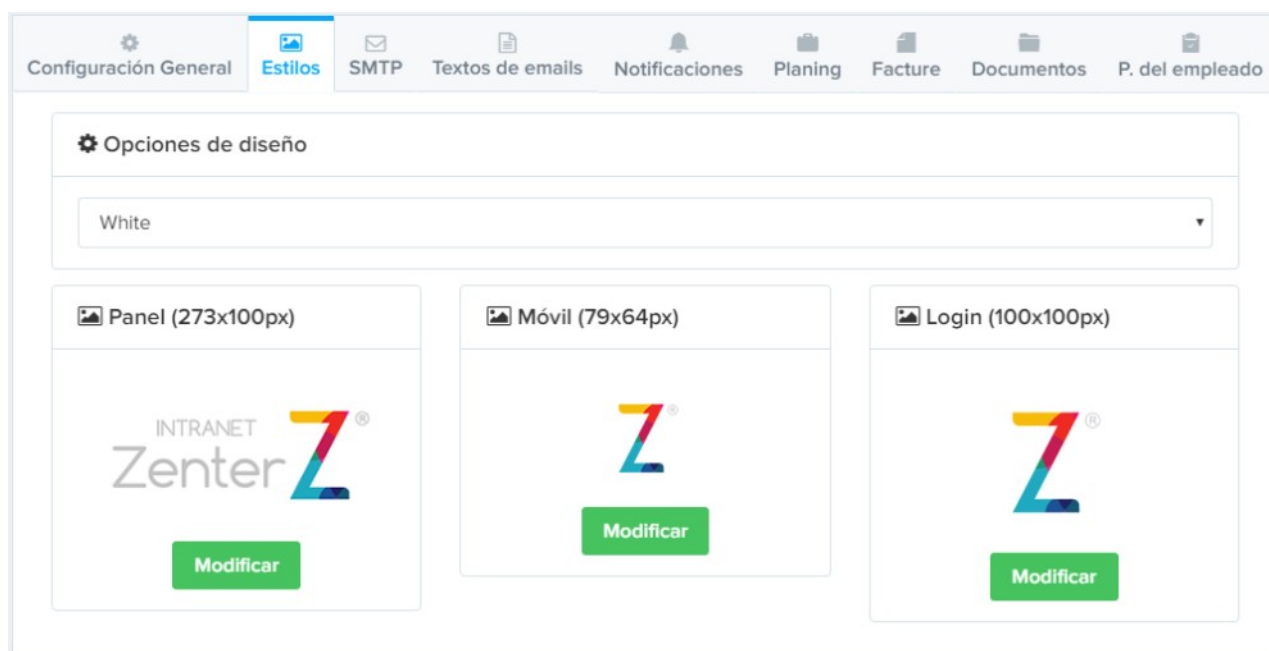 Configuración General Estilos SMTP Textos de emails Notificaciones Planing Facture Documentos P. del empleado
Opciones de diseño
White
Panel (273x100px)
INTRANET
Zenter Z ®
Modificar
Móvil (79x64px)
Z ®
Modificar
Login (100x100px)
Z ®
Modificar